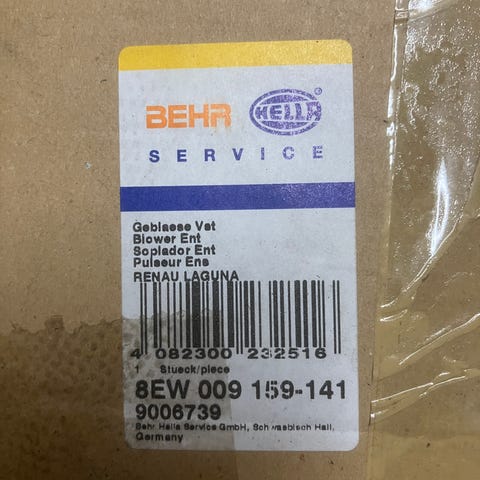 BEHR HELLA
SERVICE
Geblaese Vst
Blower Ent
Soplador Ent
Pulseur Ens
RENAU LAGUNA
4 082300 232516
1 Stueck/piece
8EW 009 159-141
9006739
Behr Hella Service GmbH, Schwaebisch Hall,
Germany